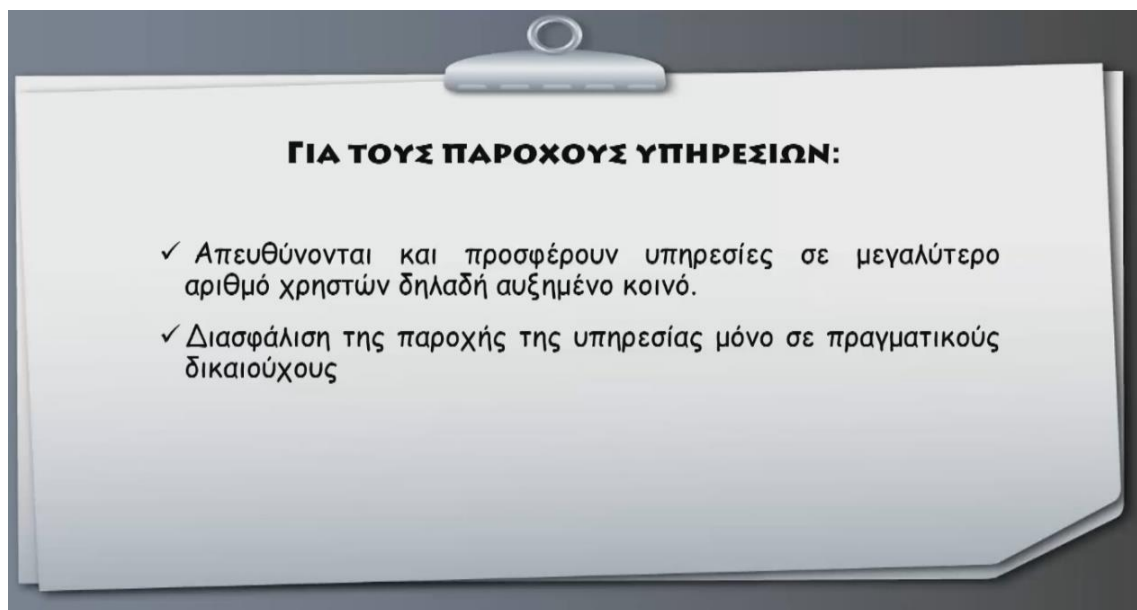 ΓΙΑ ΤΟΥΣ ΠΑΡΟΧΟΥΣ ΥΠΗΡΕΣΙΩΝ:
✓ Απευθύνονται και προσφέρουν υπηρεσίες σε μεγαλύτερο
αριθμό χρηστών δηλαδή αυξημένο κοινό.
✓ Διασφάλιση της παροχής της υπηρεσίας μόνο σε πραγματικούς
δικαιούχους